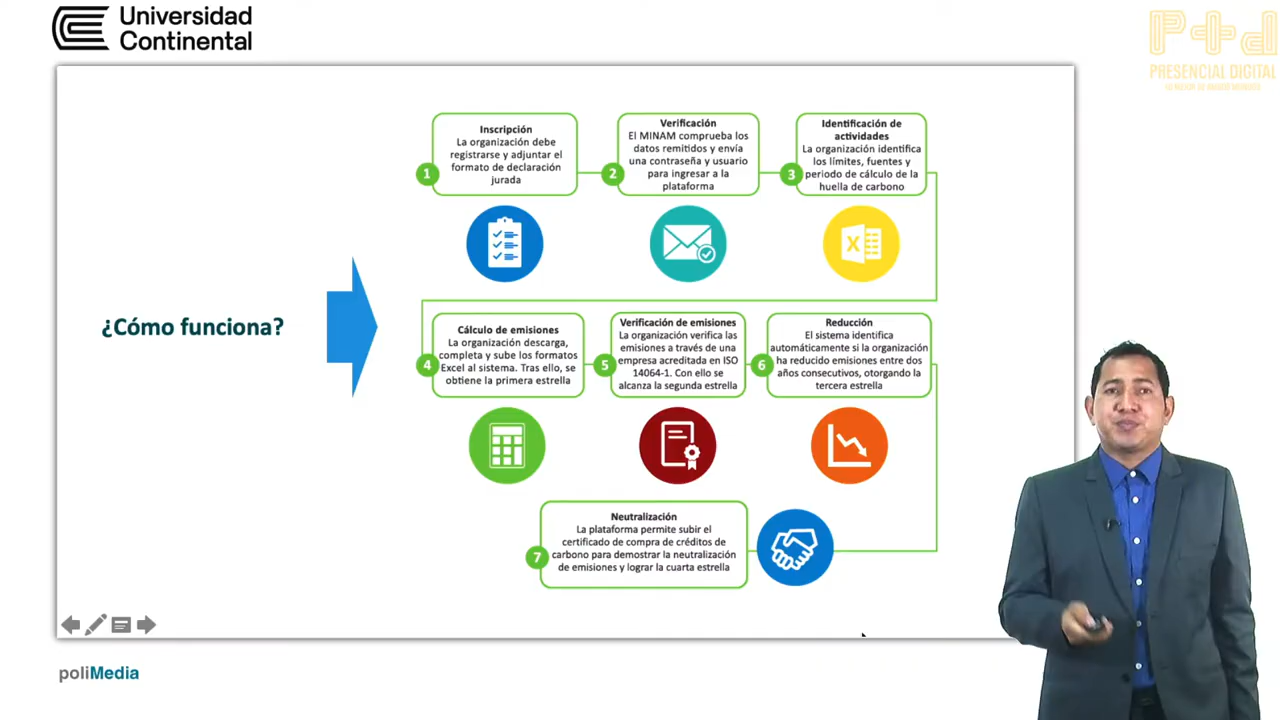 Universidad
Continental
P+d
PRESENCIAL DIGITAL
¿Cómo funciona?
1
Inscripción
La organización debe
registrarse y adjuntar el
formato de declaración
jurada
2
Verificación
El MINAM comprueba los
datos remitidos y envía
una contraseña y usuario
para ingresar a la
plataforma
3
Identificación de
actividades
La organización identifica
los límites, fuentes y
periodo de cálculo de la
huella de carbono
X
4
Cálculo de emisiones
La organización descarga,
completa y sube los formatos
Excel al sistema. Tras ello, se
obtiene la primera estrella
5
Verificación de emisiones
La organización verifica las
emisiones a través de una
empresa acreditada en ISO
14064-1. Con ello se
alcanza la segunda estrella
6
Reducción
El sistema identifica
automáticamente si la organización
ha reducido emisiones entre dos
años consecutivos, otorgando la
tercera estrella
7
Neutralización
La plataforma permite subir el
certificado de compra de créditos de
carbono para demostrar la neutralización
de emisiones y lograr la cuarta estrella
poliMedia